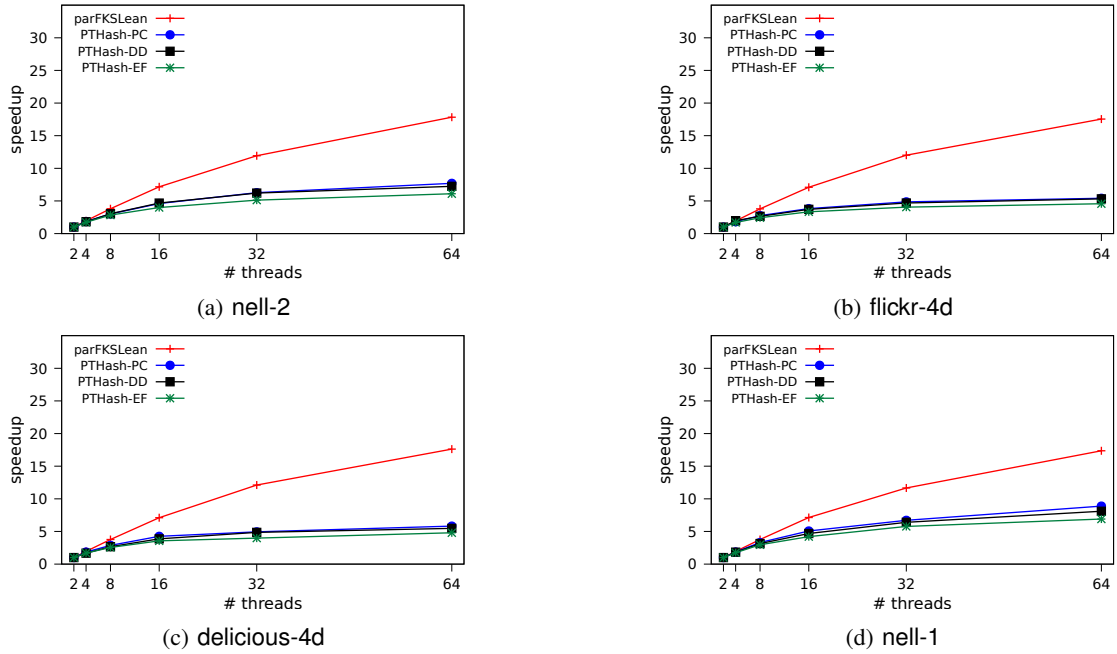 parFKSLean
PTHash-PC
PTHash-DD
PTHash-EF
speedup
35
30
25
20
15
10
5
0
2 4 8 16 32 64
# threads
(a) nell-2
parFKSLean
PTHash-PC
PTHash-DD
PTHash-EF
speedup
30
25
20
15
10
5
0
2 4 8 16 32 64
# threads
(b) flickr-4d
parFKSLean
PTHash-PC
PTHash-DD
PTHash-EF
speedup
30
25
20
15
10
5
0
2 4 8 16 32 64
# threads
(c) delicious-4d
parFKSLean
PTHash-PC
PTHash-DD
PTHash-EF
speedup
30
25
20
15
10
5
0
2 4 8 16 32 64
# threads
(d) nell-1